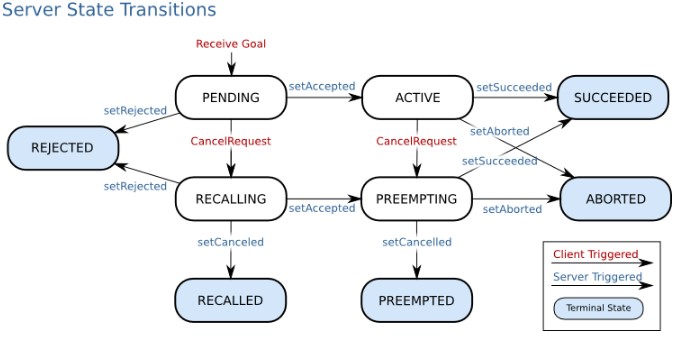 Server State Transitions
Receive Goal
PENDING
setAccepted
ACTIVE
setSucceeded
SUCCEEDED
setRejected
CancelRequest
CancelRequest
setAborted
REJECTED
setSucceeded
setRejected
RECALLING
setAccepted
PREEMPTING
setAborted
ABORTED
setCanceled
setCancelled
RECALLED
PREEMPTED
Client Triggered
Server Triggered
Terminal State